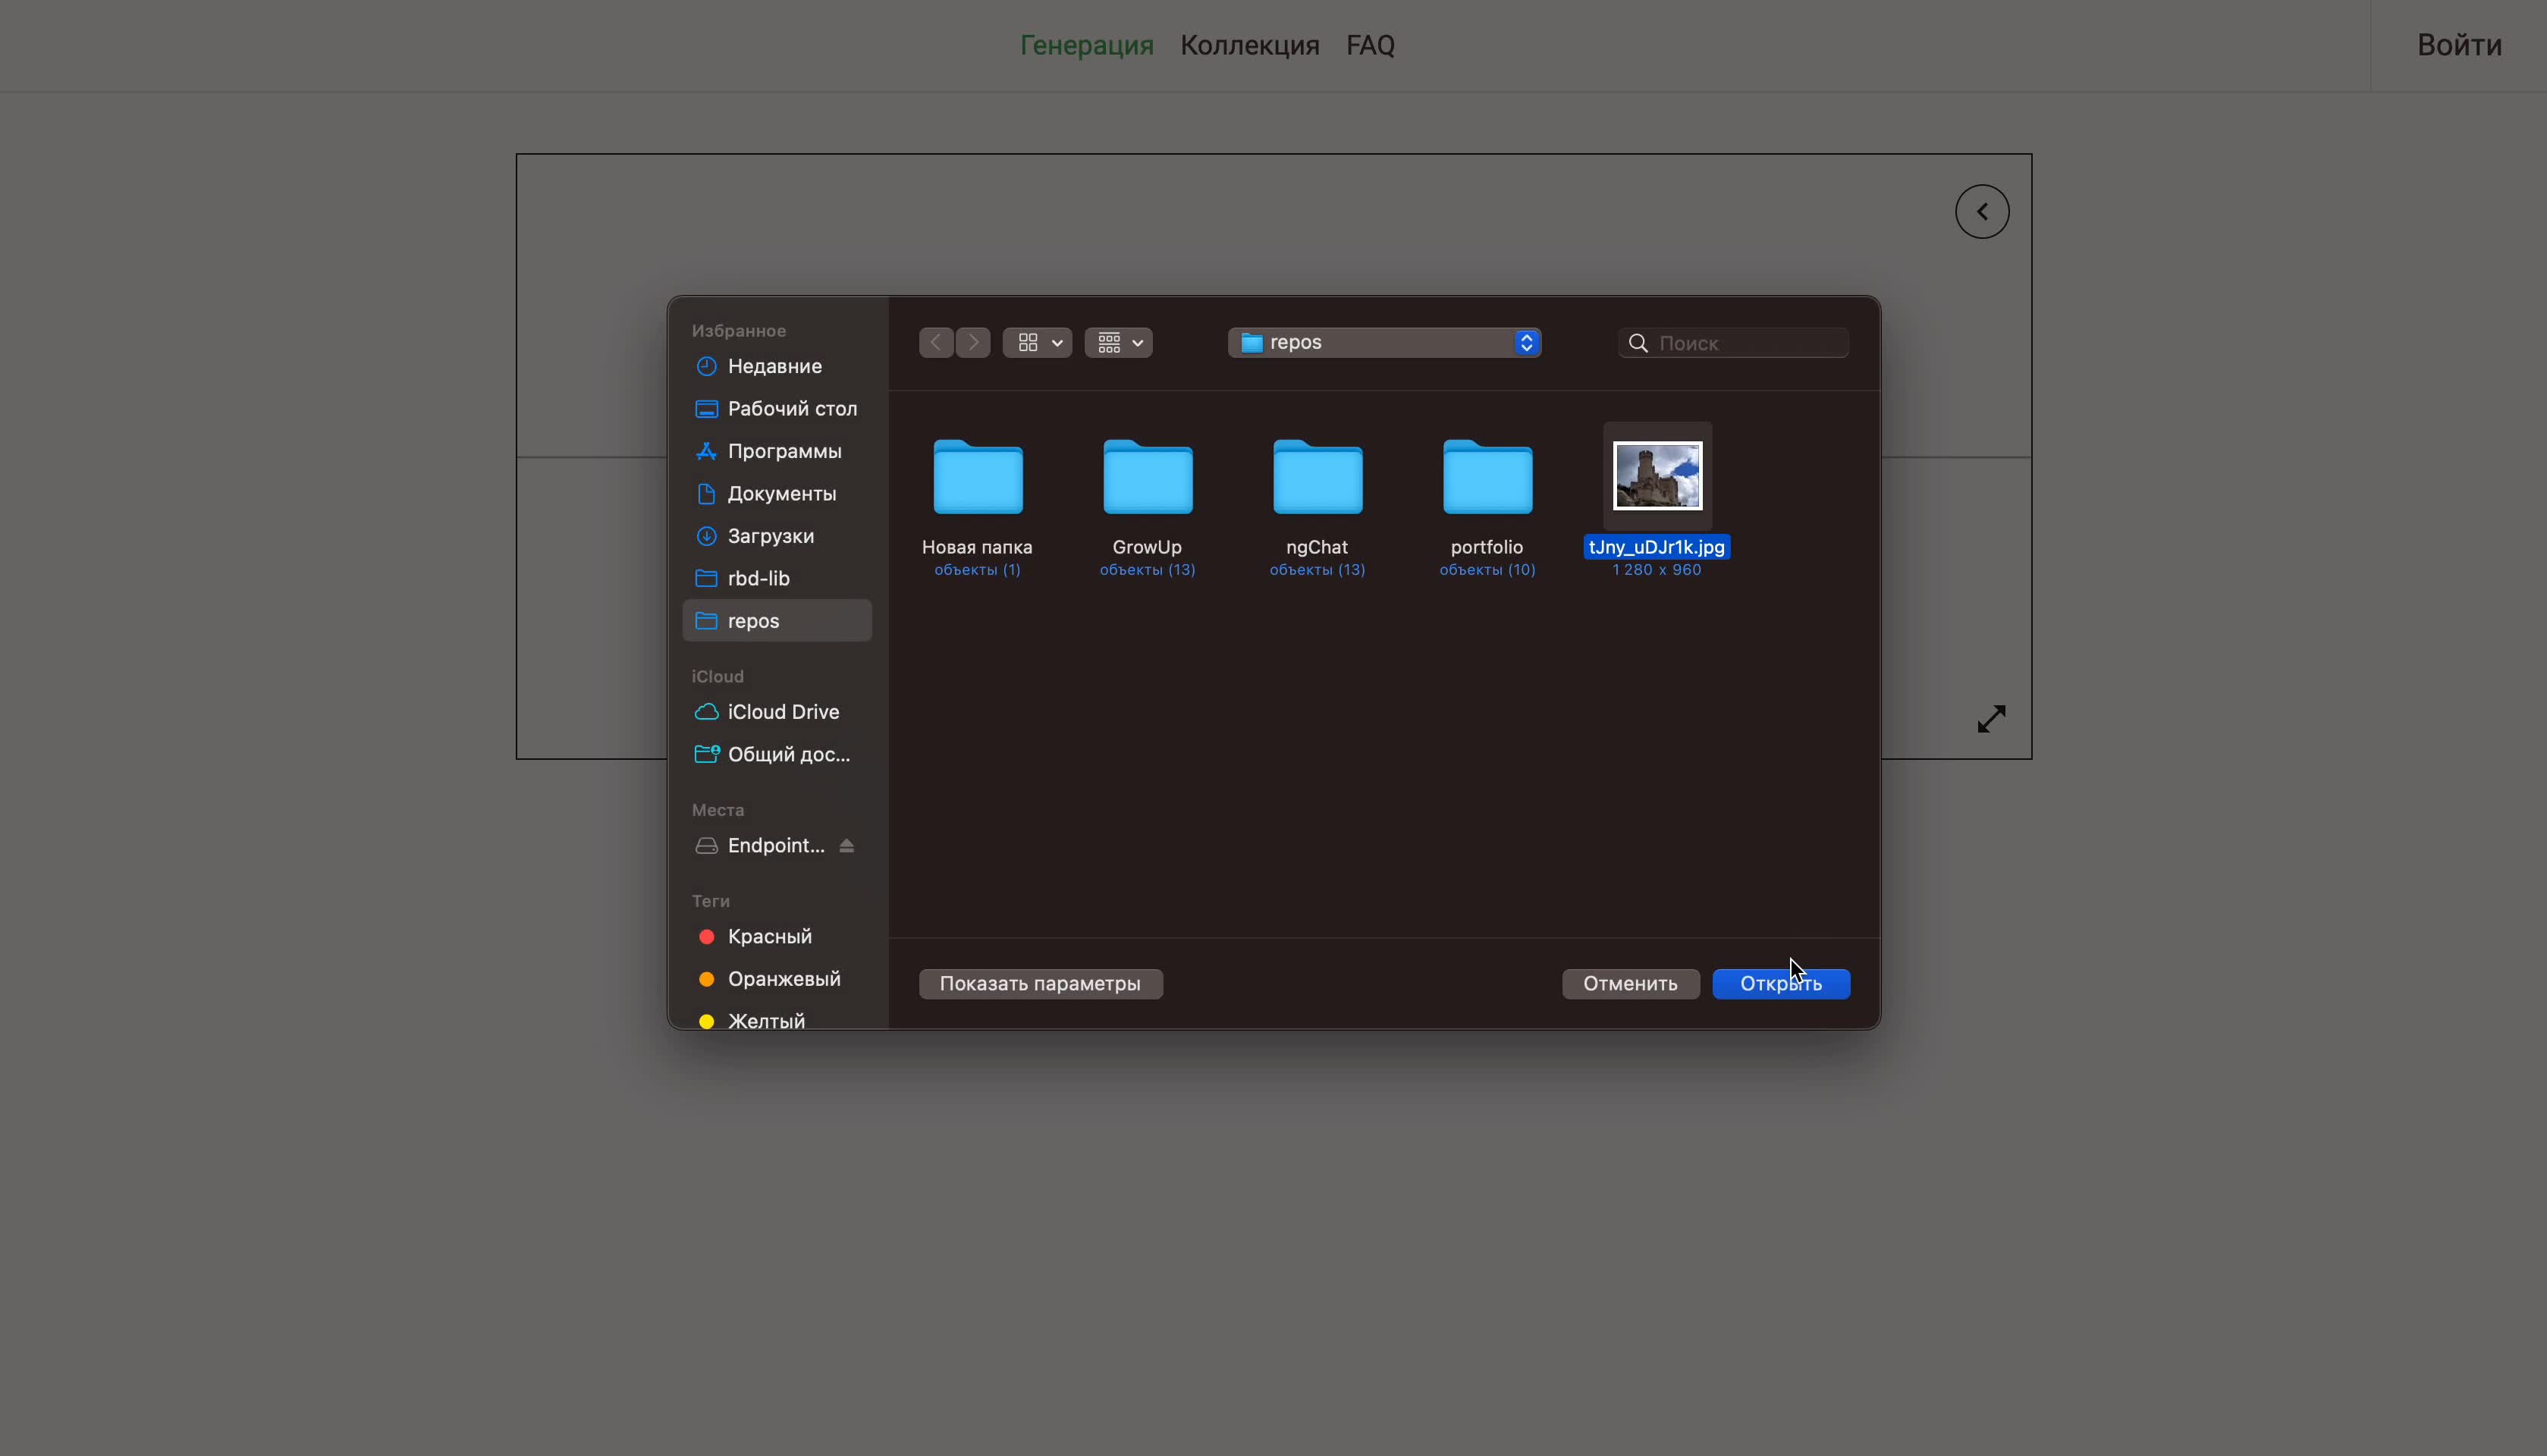 Генерация Коллекция FAQ
Войти
Избранное
Недавние
Рабочий стол
Программы
Документы
Загрузки
rbd-lib
repos
iCloud
iCloud Drive
Общий дос...
Места
Endpoint...
Теги
Красный
Оранжевый
Желтый
repos
Поиск
Новая папка
объекты (1)
GrowUp
объекты (13)
ngChat
объекты (13)
portfolio
объекты (10)
tJny_uDJr1k.jpg
1 280 x 960
Показать параметры
Отменить
Открыть